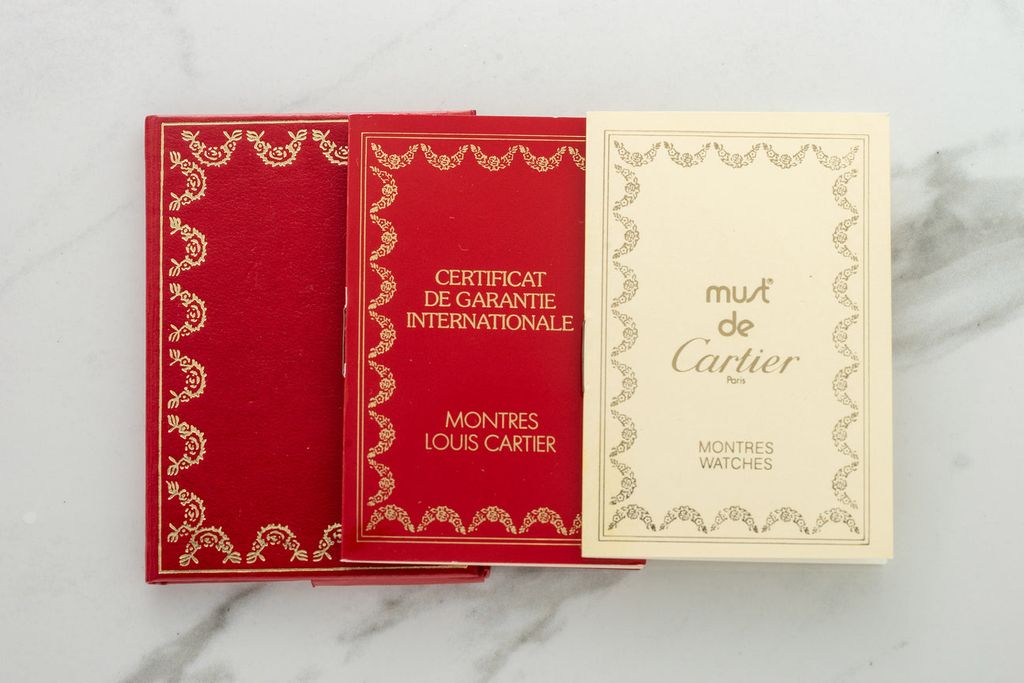 CERTIFICAT
DE GARANTIE
INTERNATIONALE
MONTRES
LOUIS CARTIER
must
de
Cartier
Paris
MONTRES
WATCHES